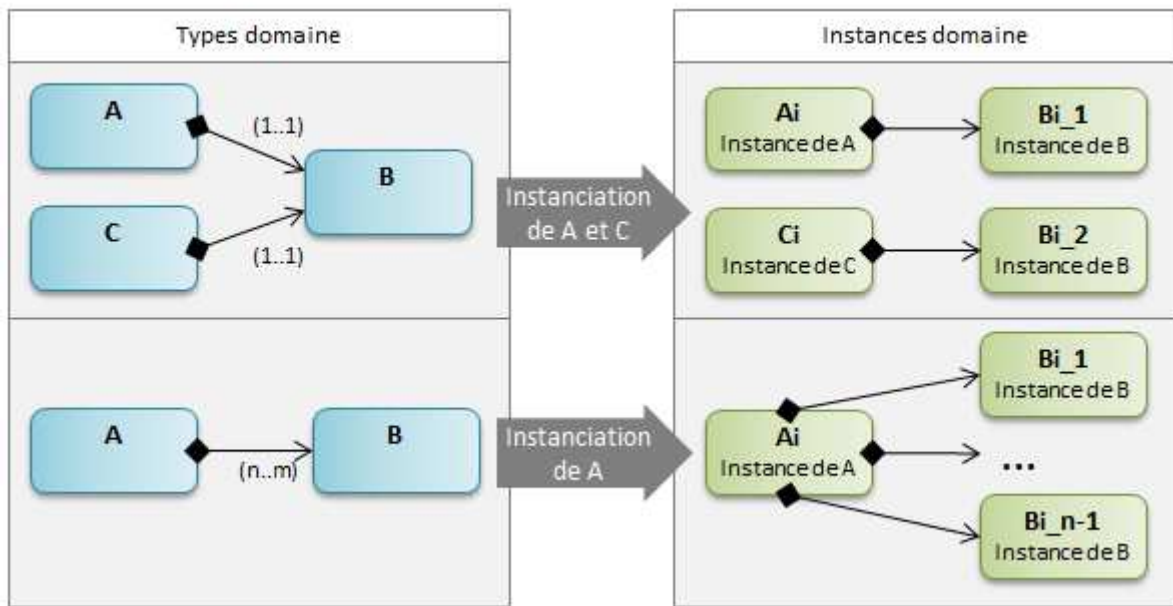 Types domaine
Instances domaine
A
(1..1)
B
C
(1..1)
Instanciation
de A et C
Ai
Instance de A
Bi_1
Instance de B
Ci
Instance de C
Bi_2
Instance de B
A
(n..m)
B
Instanciation
de A
Ai
Instance de A
Bi_1
Instance de B
...
Bi_n-1
Instance de B